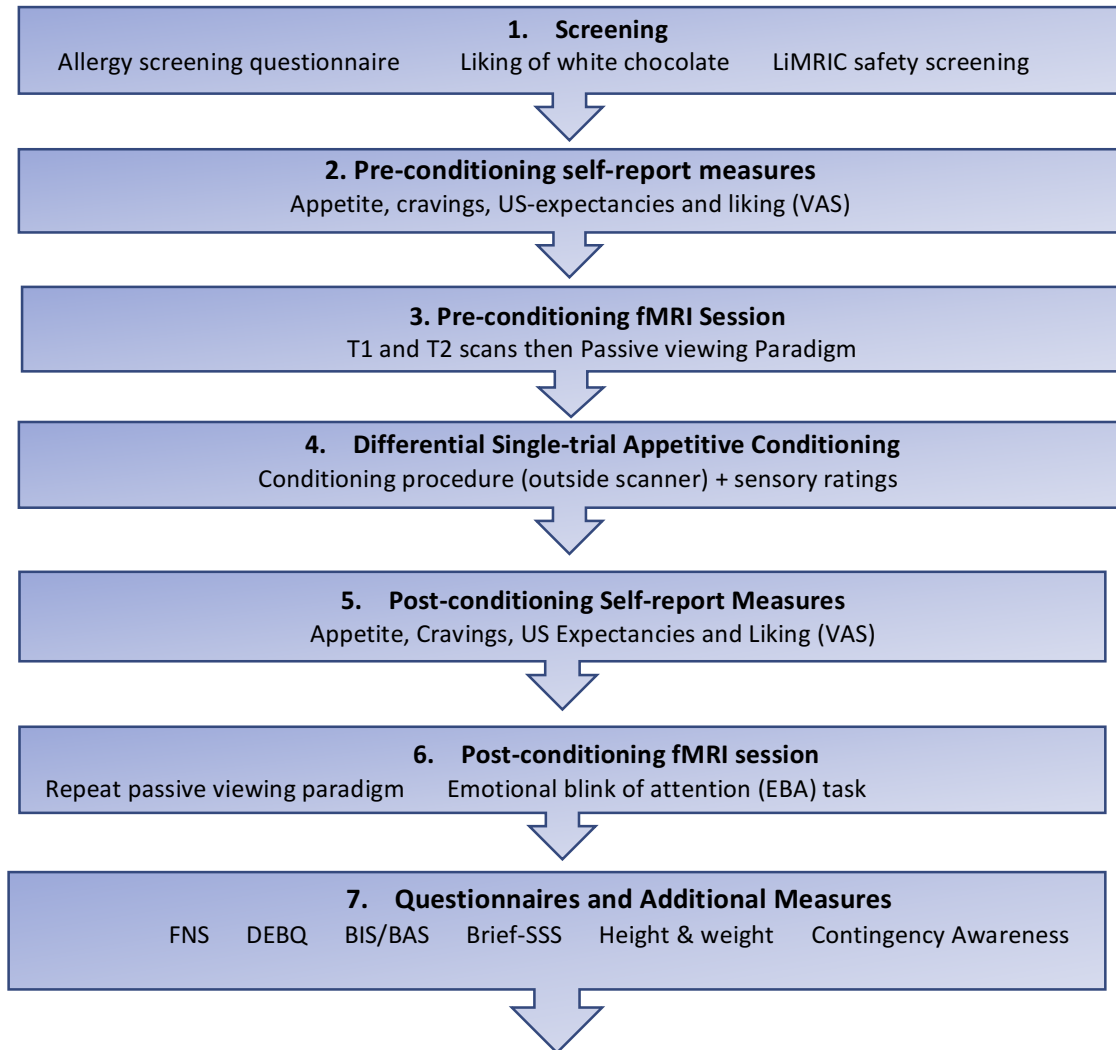 1. Screening
Allergy screening questionnaire Liking of white chocolate LiMRIC safety screening
2. Pre-conditioning self-report measures
Appetite, cravings, US-expectancies and liking (VAS)
3. Pre-conditioning fMRI Session
T1 and T2 scans then Passive viewing Paradigm
4. Differential Single-trial Appetitive Conditioning
Conditioning procedure (outside scanner) + sensory ratings
5. Post-conditioning Self-report Measures
Appetite, Cravings, US Expectancies and Liking (VAS)
6. Post-conditioning fMRI session
Repeat passive viewing paradigm Emotional blink of attention (EBA) task
7. Questionnaires and Additional Measures
FNS DEBQ BIS/BAS Brief-SSS Height & weight Contingency Awareness